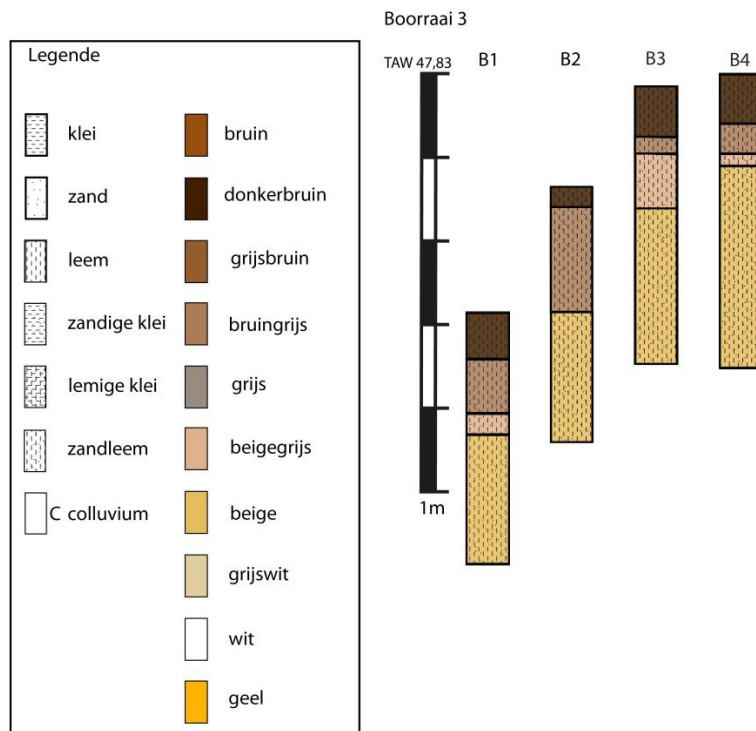 Boorraai 3
Legende
TAW 47,83
B1
B2
B3
B4
klei
bruin
zand
donkerbruin
leem
grijsbruin
zandige klei
bruingrijs
lemige klei
grijs
zandleem
beigegrijs
C colluvium
beige
1m
grijswit
wit
geel